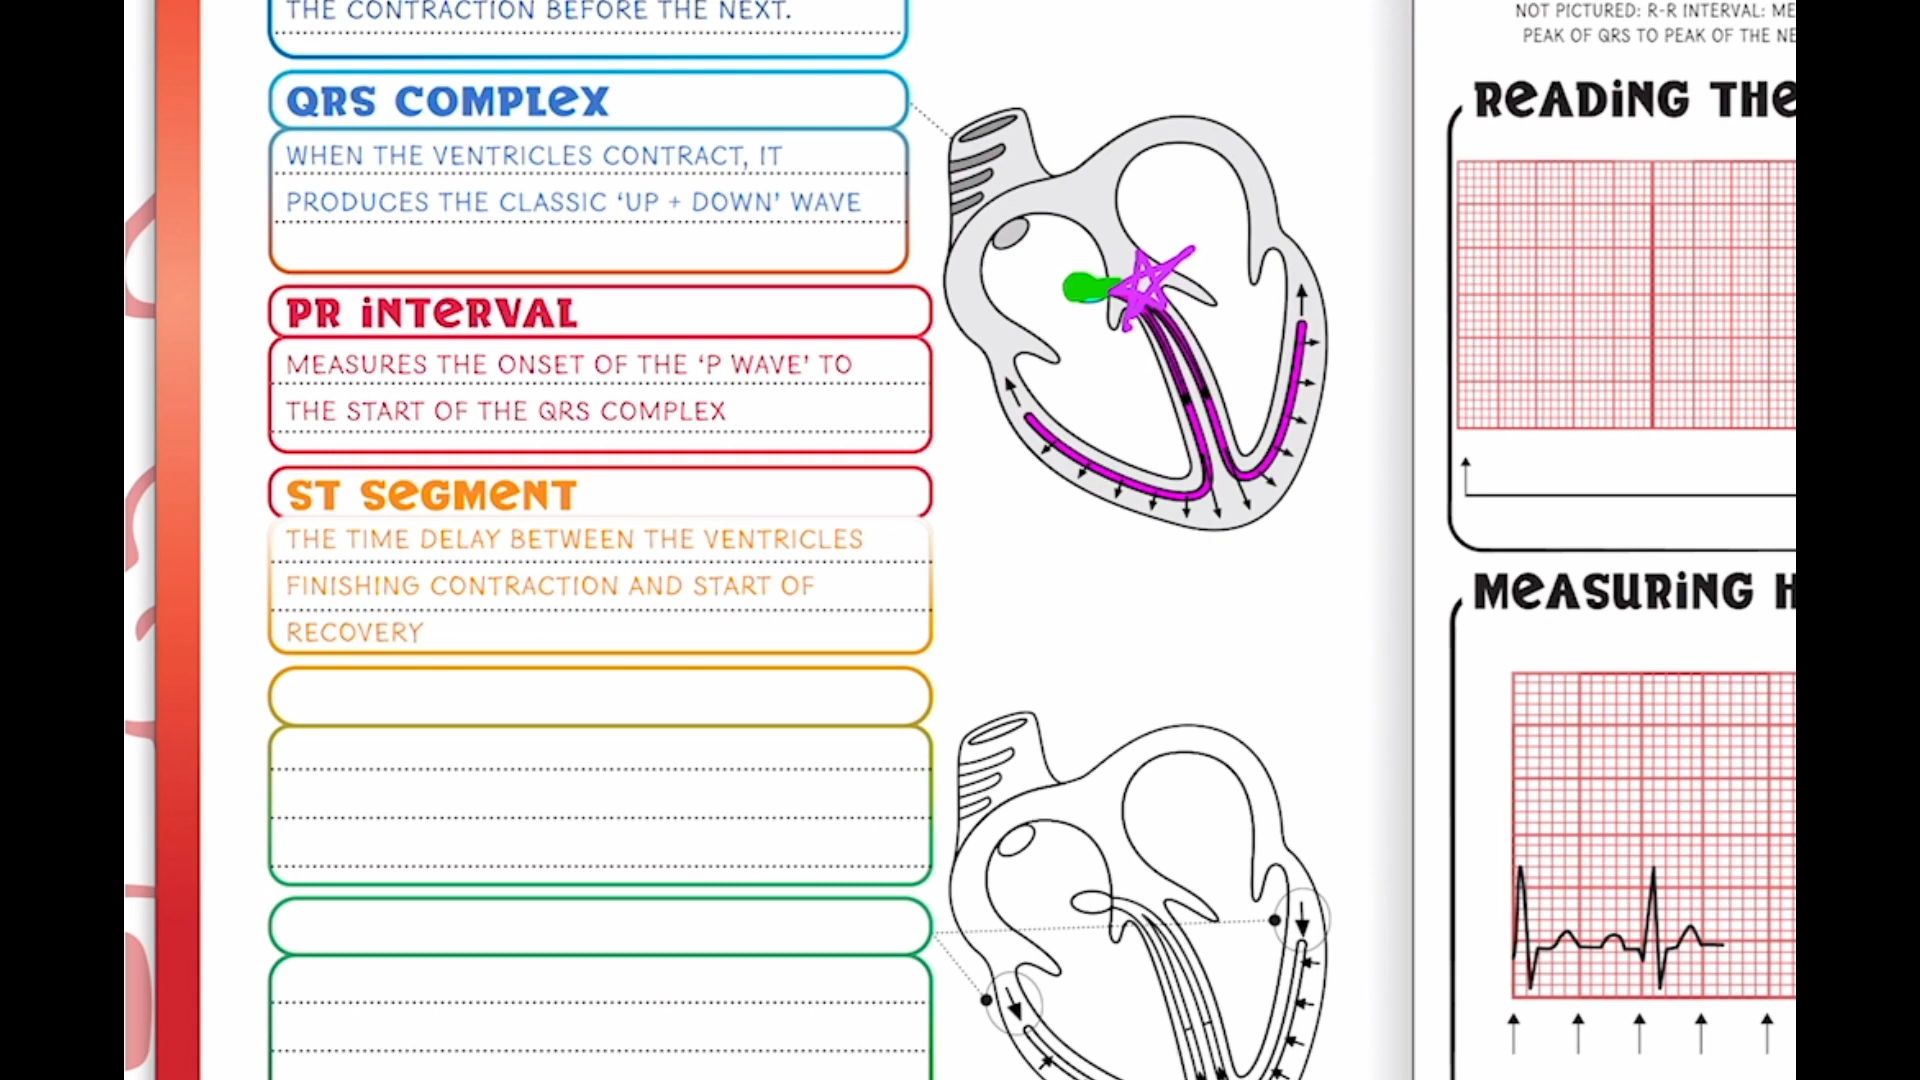 THE CONTRACTION BEFORE THE NEXT.
QRS COMPLEX
WHEN THE VENTRICLES CONTRACT, IT
PRODUCES THE CLASSIC ‘UP + DOWN’ WAVE
PR INTERVAL
MEASURES THE ONSET OF THE ‘P WAVE’ TO
THE START OF THE QRS COMPLEX
ST SEGMENT
THE TIME DELAY BETWEEN THE VENTRICLES
FINISHING CONTRACTION AND START OF
RECOVERY
NOT PICTURED: R-R INTERVAL:
PEAK OF QRS TO PEAK OF THE
READING THE
MEASURING